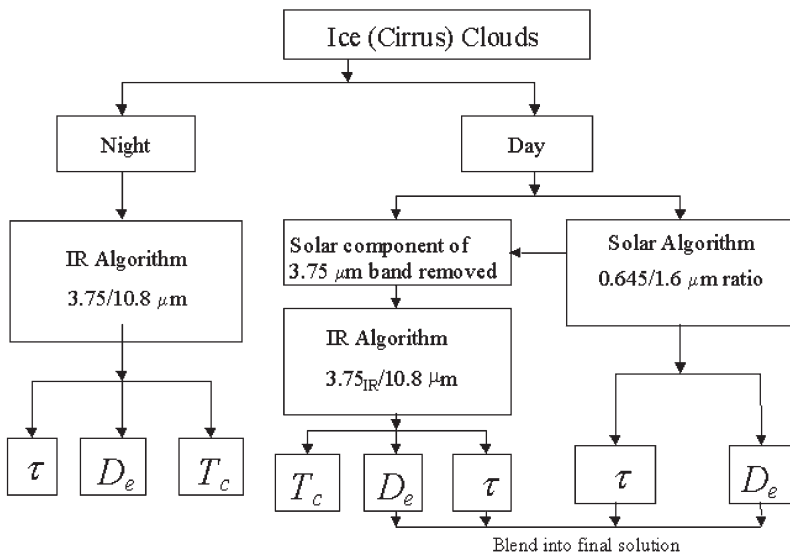 Ice (Cirrus) Clouds
Night
Day
IR Algorithm
3.75/10.8 μm
Solar component of
3.75 μm band removed
Solar Algorithm
0.645/1.6 μm ratio
IR Algorithm
3.75IR/10.8 μm
τ
De
Tc
Tc
De
τ
τ
De
Blend into final solution